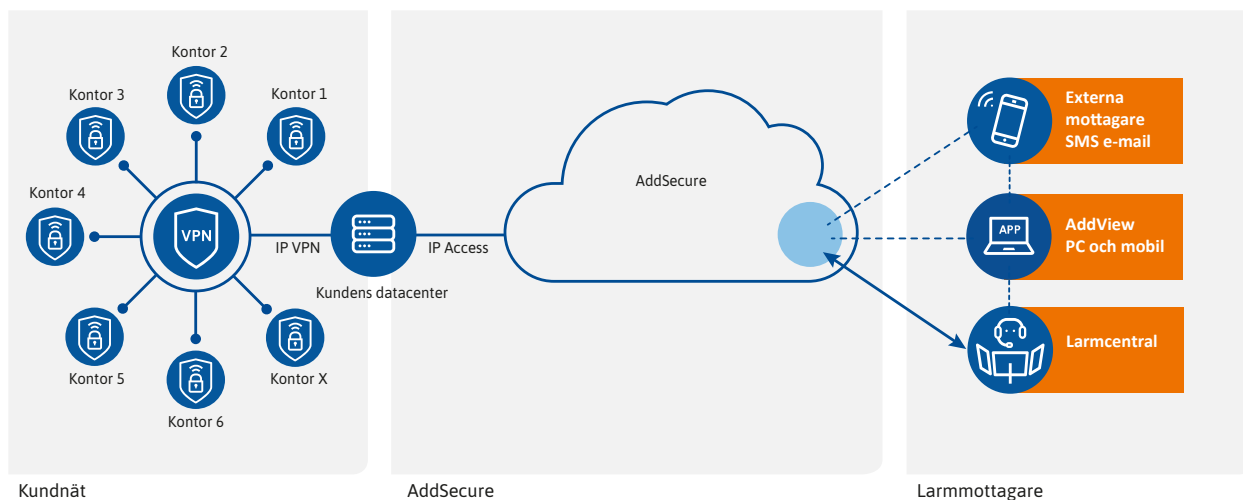 Kontor 2
Kontor 3
Kontor 1
Kontor 4
VPN
Kontor 5
Kontor X
Kontor 6
IP VPN
IP Access
Kundens datacenter
AddSecure
Externa
mottagare
SMS e-mail
APP
AddView
PC och mobil
Larmcentral
Kundnät
AddSecure
Larmmottagare